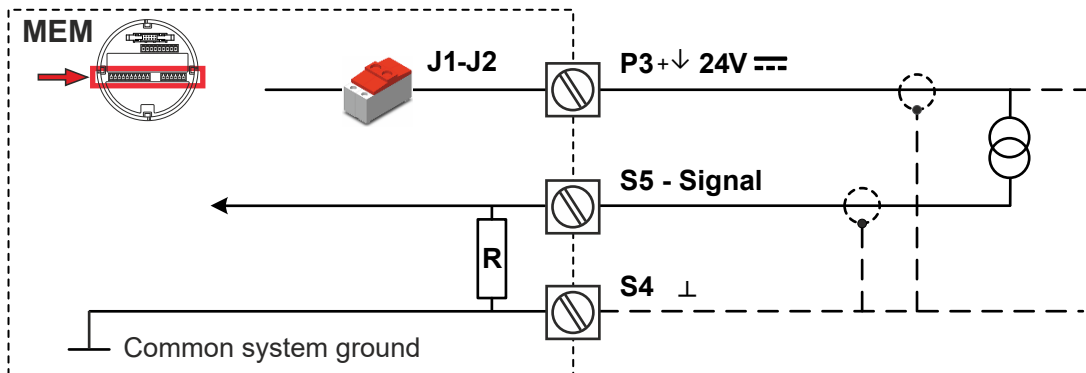 MEM
J1-J2
P3+↓ 24V ⎓
S5 - Signal
R
S4 ⊥
Common system ground